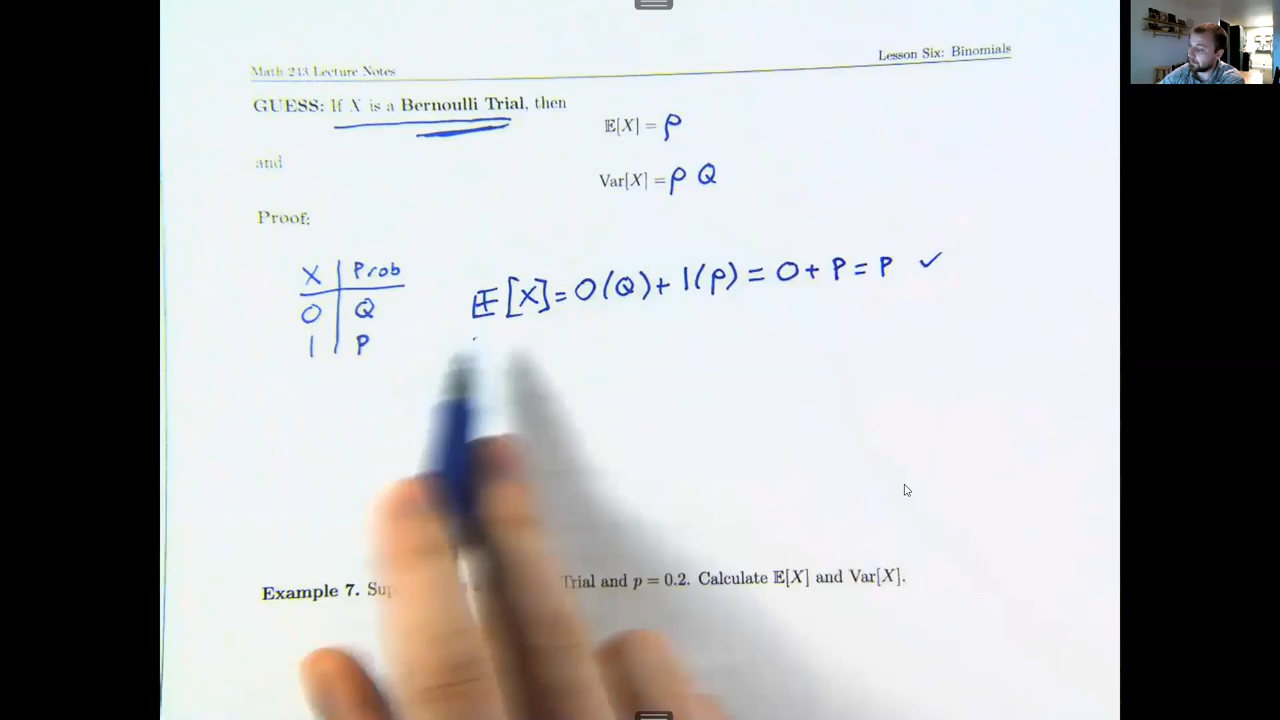 Math 243 Lecture Notes
Lesson Six: Binomials
GUESS: If X is a Bernoulli Trial, then
𝔼[X] = p
and
Var[X] = p Q
Proof:
X | Prob
0 | Q
1 | P
𝔼[X] = 0(Q) + 1(p) = 0 + P = P ✓
Example 7. Trial and p = 0.2. Calculate 𝔼[X] and Var[X].